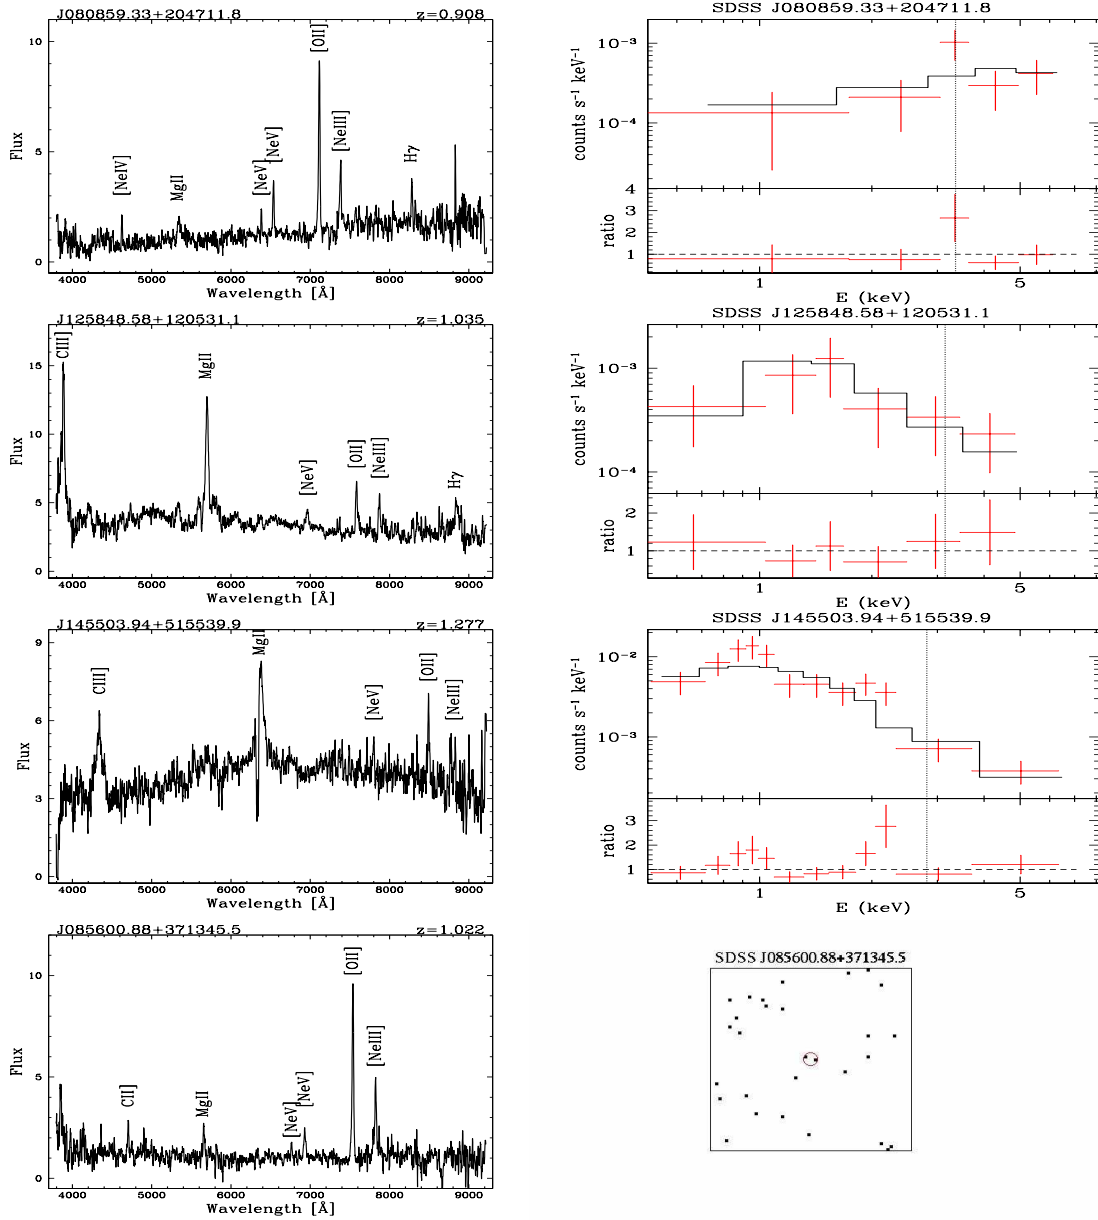 J080859.33+204711.8 z=0.908
10
5
0
Flux
[NeIV]
MgII
[NeV]
[NeV]
[OII]
[NeIII]
Hγ
4000 5000 6000 7000 8000 9000
Wavelength [Å]
SDSS J080859.33+204711.8
10⁻³
10⁻⁴
counts s⁻¹ keV⁻¹
4
3
2
1
ratio
1 5
E (keV)
J125848.58+120531.1 z=1.035
15
10
5
0
Flux
CIII]
MgII
[NeV]
[OII]
[NeIII]
Hγ
4000 5000 6000 7000 8000 9000
Wavelength [Å]
SDSS J125848.58+120531.1
10⁻³
10⁻⁴
counts s⁻¹ keV⁻¹
2
1
ratio
1 5
E (keV)
J145503.94+515539.9 z=1.277
9
6
3
0
Flux
CIII]
MgII
[NeV]
[OII]
[NeIII]
4000 5000 6000 7000 8000 9000
Wavelength [Å]
SDSS J145503.94+515539.9
10⁻²
10⁻³
counts s⁻¹ keV⁻¹
3
2
1
ratio
1 5
E (keV)
J085600.88+371345.5 z=1.022
10
5
0
Flux
CII]
MgII
[NeV]
[NeV]
[OII]
[NeIII]
4000 5000 6000 7000 8000 9000
Wavelength [Å]
SDSS J085600.88+371345.5